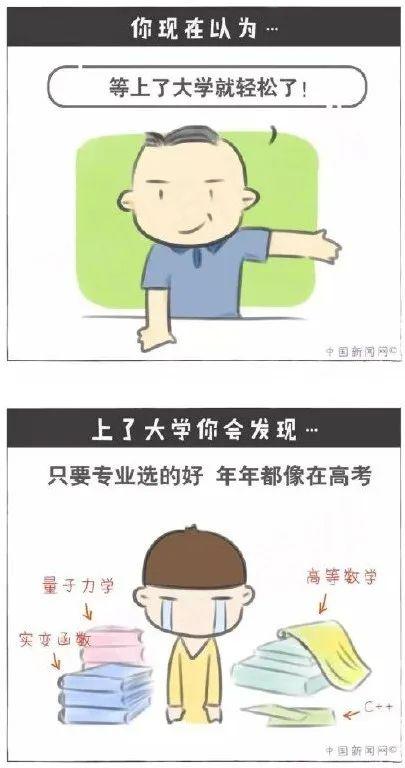 你现在以为…
等上了大学就轻松了!
中国新闻网©
上了大学你会发现…
只要专业选的好 年年都像在高考
量子力学
高等数学
实变函数
C++
中国新闻网©